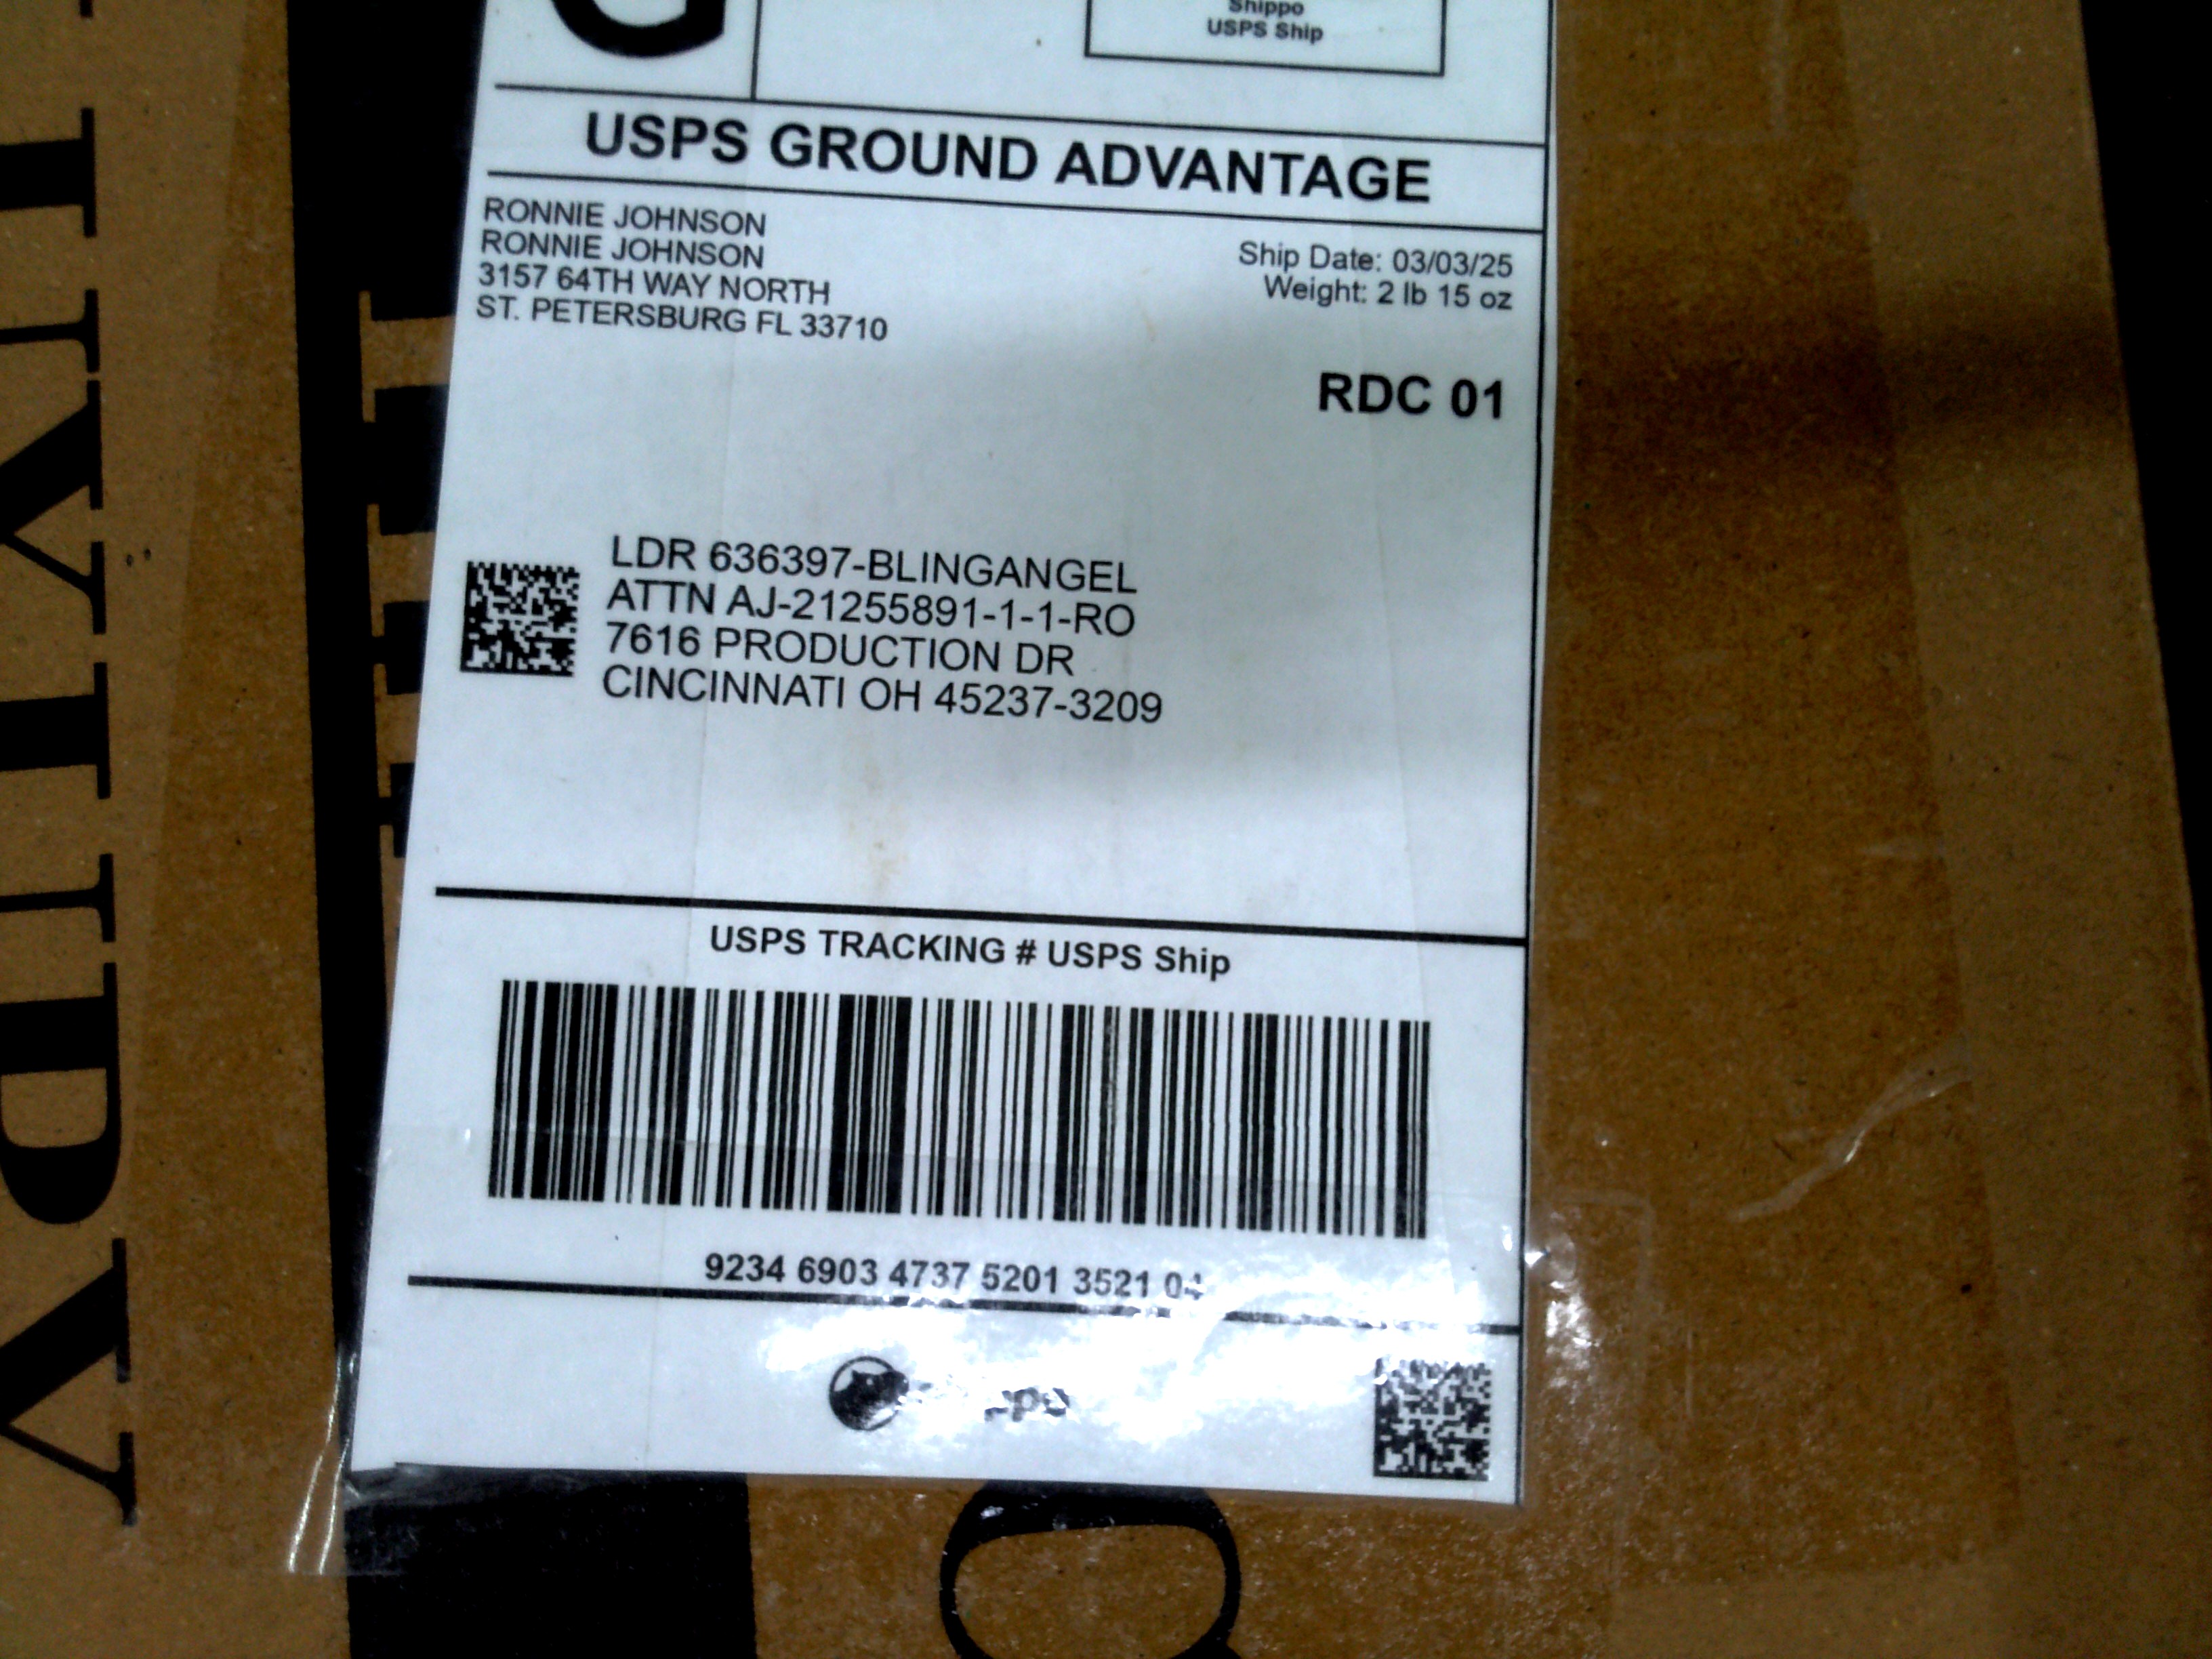 G
Shippo
USPS Ship
USPS GROUND ADVANTAGE
RONNIE JOHNSON
RONNIE JOHNSON
3157 64TH WAY NORTH
ST. PETERSBURG FL 33710
Ship Date: 03/03/25
Weight: 2 lb 15 oz
RDC 01
LDR 636397-BLINGANGEL
ATTN AJ-21255891-1-1-RO
7616 PRODUCTION DR
CINCINNATI OH 45237-3209
USPS TRACKING # USPS Ship
9234 6903 4737 5201 3521 04